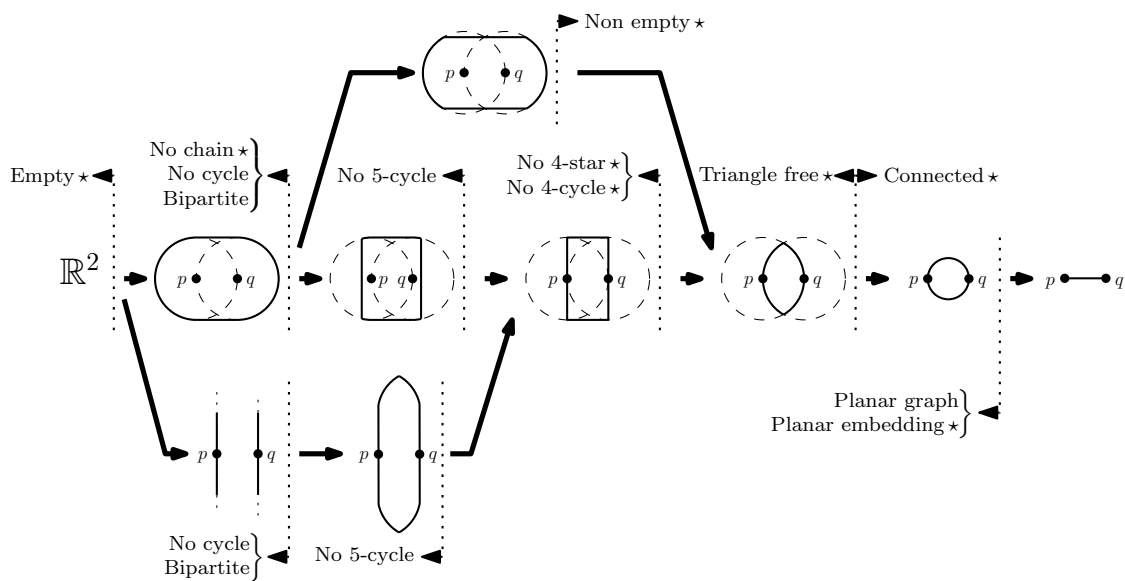 Non empty ⋆
p q
No chain ⋆
No cycle
Bipartite
Empty ⋆
No 5-cycle
No 4-star ⋆
No 4-cycle ⋆
Triangle free ⋆
Connected ⋆
ℝ²
p q
p q
p q
p q
p q
p q
Planar graph
Planar embedding ⋆
p q
p q
No cycle
Bipartite
No 5-cycle